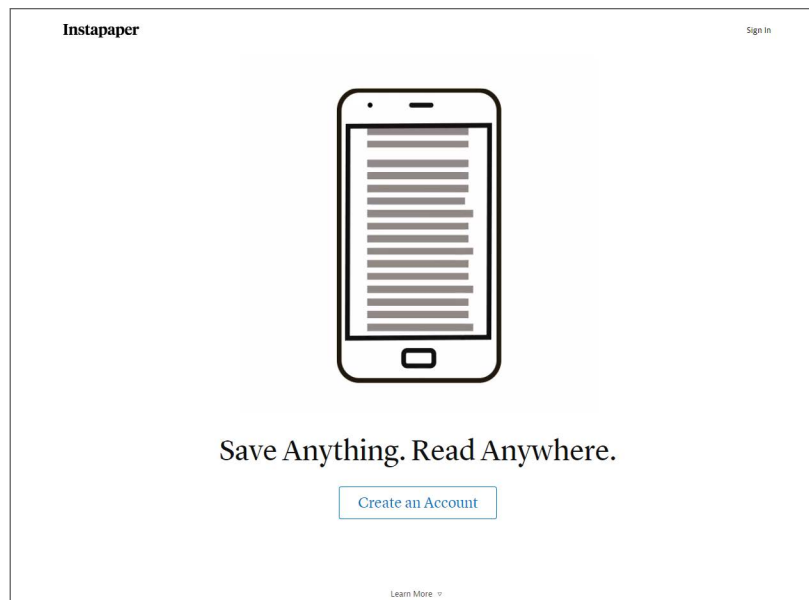 Instapaper
Sign In
Save Anything. Read Anywhere.
Create an Account
Learn More